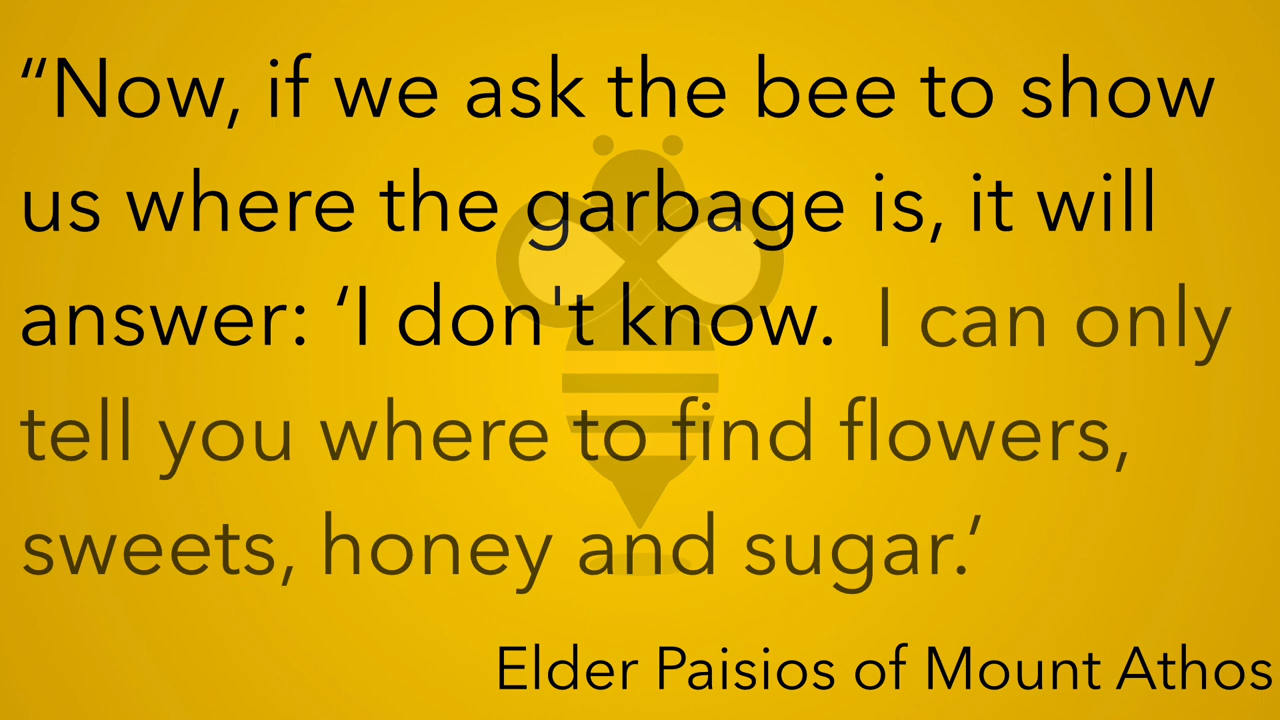 “Now, if we ask the bee to show
us where the garbage is, it will
answer: ‘I don't know.  I can only
tell you where to find flowers,
sweets, honey and sugar.’
Elder Paisios of Mount Athos